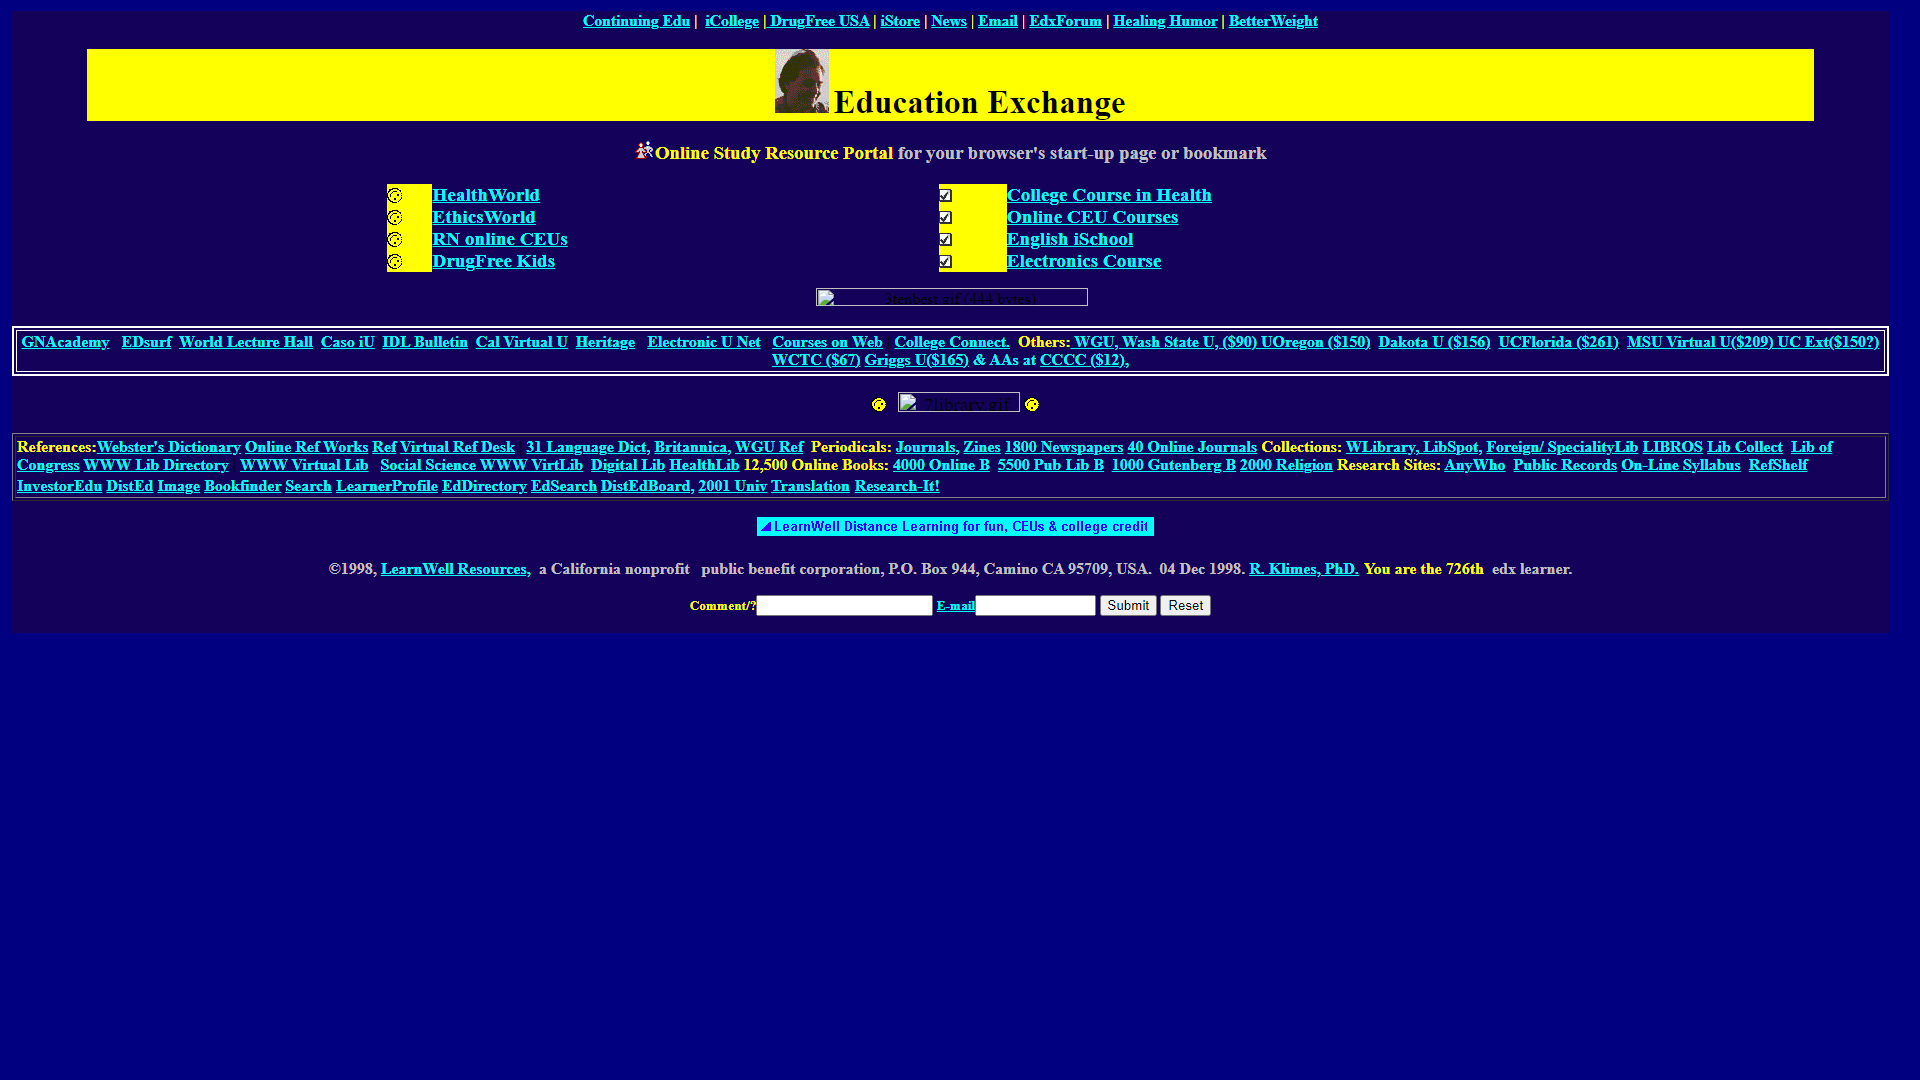 Continuing Edu | iCollege | DrugFree USA | iStore | News | Email | EdxForum | Healing Humor | BetterWeight
Education Exchange
Online Study Resource Portal for your browser's start-up page or bookmark
HealthWorld
EthicsWorld
RN online CEUs
DrugFree Kids
College Course in Health
Online CEU Courses
English iSchool
Electronics Course
GNAcademy EDsurf World Lecture Hall Caso iU IDL Bulletin Cal Virtual U Heritage Electronic U Net Courses on Web College Connect. Others: WGU, Wash State U, ($90) UOregon ($150) Dakota U ($156) UCFlorida ($261) MSU Virtual U($209) UC Ext($150?)
WCTC ($67) Griggs U($165) & AAs at CCCC ($12),
?library.gif
References:Webster's Dictionary Online Ref Works Ref Virtual Ref Desk 31 Language Dict, Britannica, WGU Ref Periodicals: Journals, Zines 1800 Newspapers 40 Online Journals Collections: WLibrary, LibSpot, Foreign/ SpecialityLib LIBROS Lib Collect Lib of
Congress WWW Lib Directory WWW Virtual Lib Social Science WWW VirtLib Digital Lib HealthLib 12,500 Online Books: 4000 Online B 5500 Pub Lib B 1000 Gutenberg B 2000 Religion Research Sites: AnyWho Public Records On-Line Syllabus RefShelf
InvestorEdu DistEd Image Bookfinder Search LearnerProfile EdDirectory EdSearch DistEdBoard, 2001 Univ Translation Research-It!
LearnWell Distance Learning for fun, CEUs & college credit
©1998, LearnWell Resources, a California nonprofit public benefit corporation, P.O. Box 944, Camino CA 95709, USA. 04 Dec 1998. R. Klimes, PhD. You are the 726th edx learner.
Comment/? E-mail Submit Reset